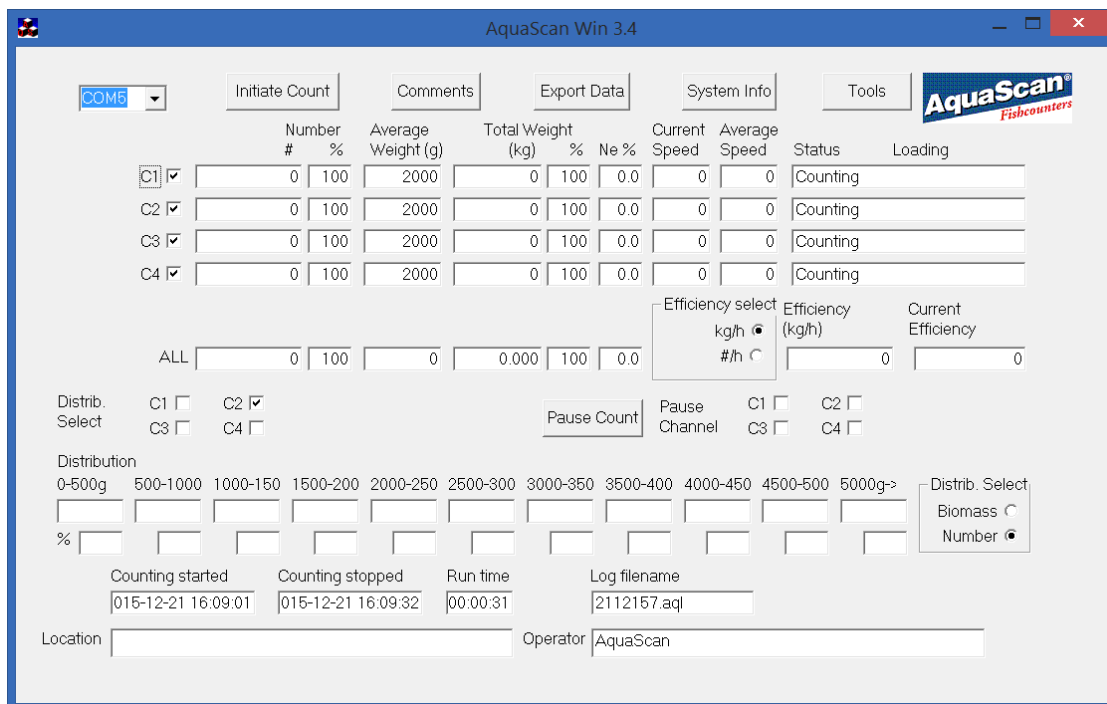 AquaScan Win 3.4
COM5 Initiate Count Comments Export Data System Info Tools AquaScan® Fishcounters
Number Average Total Weight Current Average
# % Weight (g) (kg) % Ne % Speed Speed Status Loading
C1 0 100 2000 0 100 0.0 0 0 Counting
C2 0 100 2000 0 100 0.0 0 0 Counting
C3 0 100 2000 0 100 0.0 0 0 Counting
C4 0 100 2000 0 100 0.0 0 0 Counting
Efficiency select Efficiency Current
kg/h (kg/h) Efficiency
ALL 0 100 0 0.000 100 0.0 #/h 0 0
Distrib. C1 C2 Pause Count Pause C1 C2
Select C3 C4 Channel C3 C4
Distribution
0-500g 500-1000 1000-150 1500-200 2000-250 2500-300 3000-350 3500-400 4000-450 4500-500 5000g-> Distrib. Select
Biomass
% Number
Counting started Counting stopped Run time Log filename
015-12-21 16:09:01 015-12-21 16:09:32 00:00:31 2112157.aql
Location Operator AquaScan